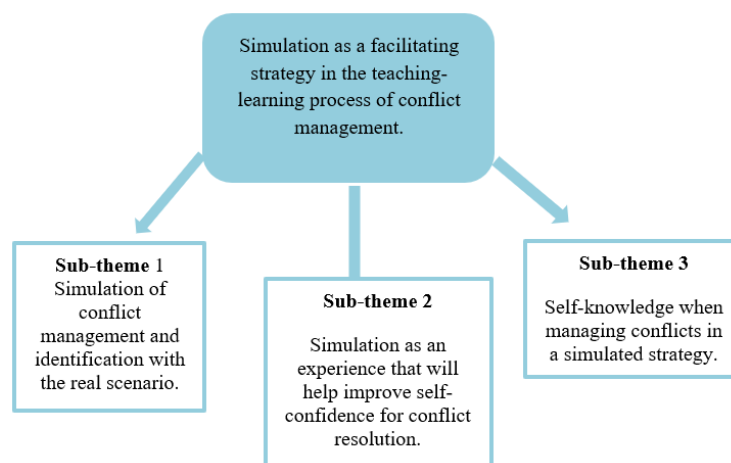 Simulation as a facilitating
strategy in the teaching-
learning process of conflict
management.
Sub-theme 1
Simulation of
conflict
management and
identification with
the real scenario.
Sub-theme 2
Simulation as an
experience that will
help improve self-
confidence for conflict
resolution.
Sub-theme 3
Self-knowledge when
managing conflicts in
a simulated strategy.